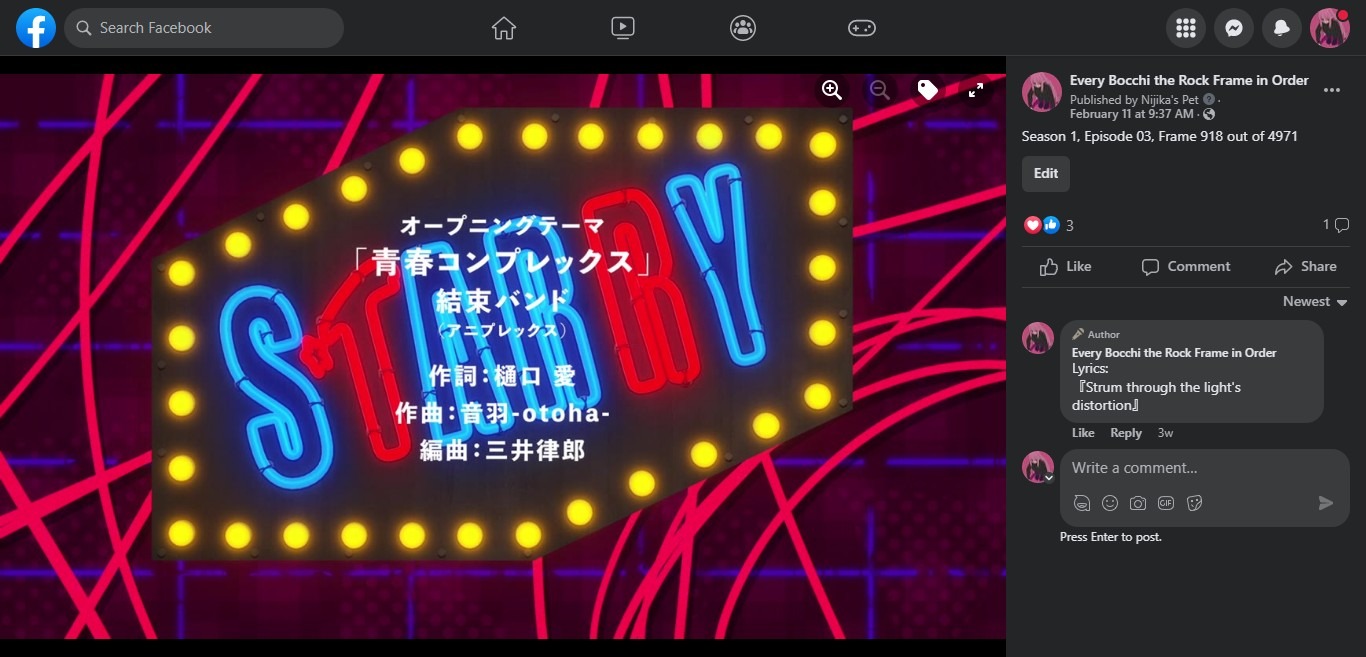 Search Facebook
STARRY
オープニングテーマ
「青春コンプレックス」
結束バンド
(アニプレックス)
作詞:樋口 愛
作曲:音羽-otoha-
編曲:三井律郎
Every Bocchi the Rock Frame in Order
Published by Nijika's Pet ·
February 11 at 9:37 AM ·
Season 1, Episode 03, Frame 918 out of 4971
Edit
3
1
Like Comment Share
Newest
Author
Every Bocchi the Rock Frame in Order
Lyrics:
『Strum through the light's
distortion』
Like Reply 3w
Write a comment...
GIF
Press Enter to post.